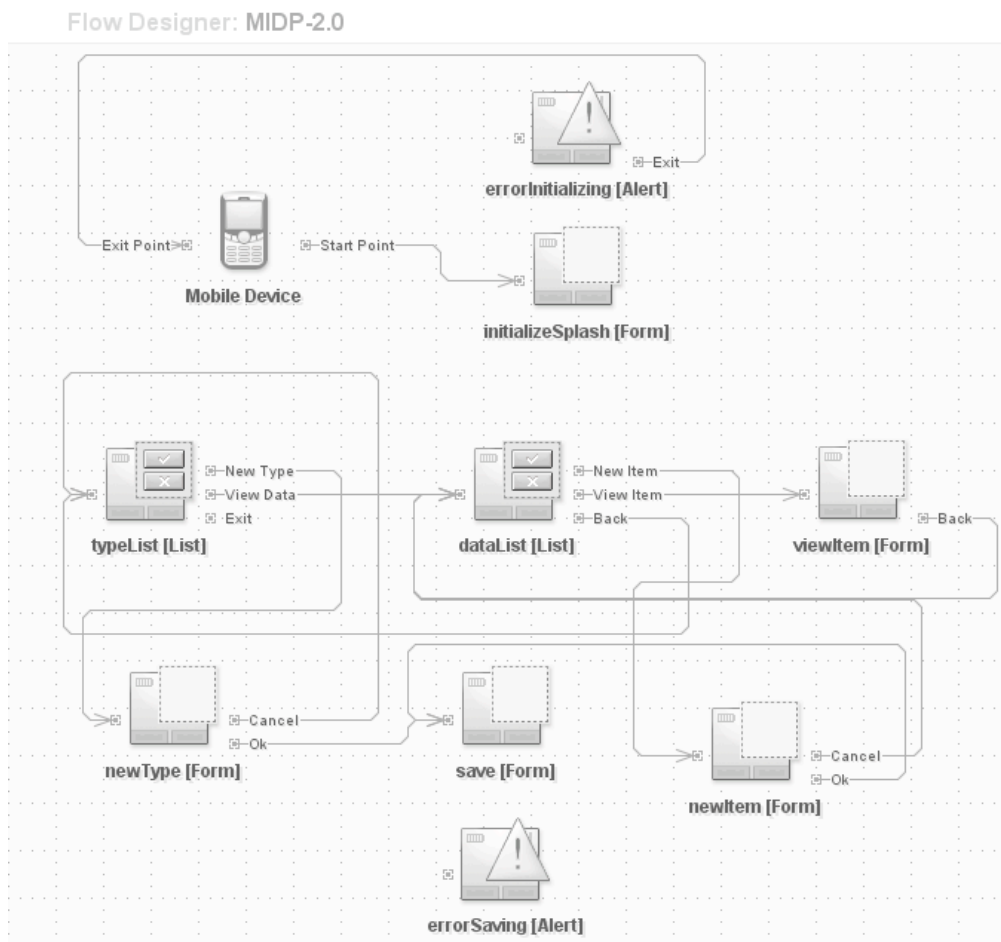 Flow Designer: MIDP-2.0
Exit
errorInitializing [Alert]
Exit Point
Start Point
Mobile Device
initializeSplash [Form]
New Type
View Data
Exit
typeList [List]
New Item
View Item
Back
dataList [List]
Back
viewItem [Form]
Cancel
Ok
newType [Form]
save [Form]
Cancel
Ok
newItem [Form]
errorSaving [Alert]